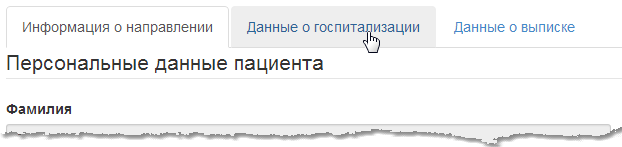 Информация о направлении Данные о госпитализации Данные о выписке
Персональные данные пациента
Фамилия